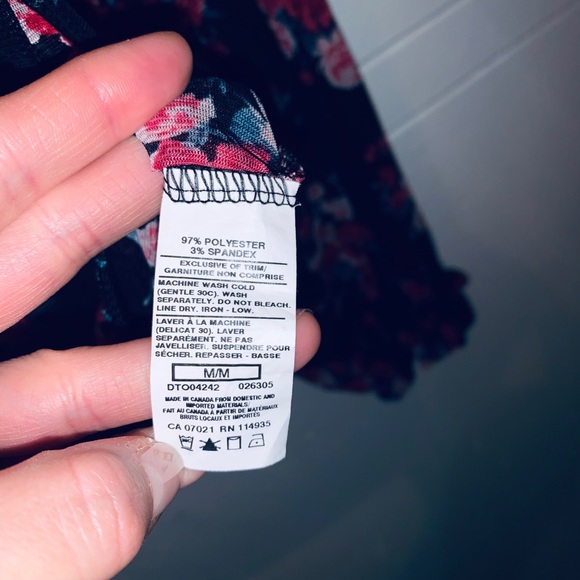 97% POLYESTER
3% SPANDEX
EXCLUSIVE OF TRIM/
GARNITURE NON COMPRISE
MACHINE WASH COLD
(GENTLE 30C). WASH
SEPARATELY. DO NOT BLEACH.
LINE DRY. IRON - LOW.
LAVER À LA MACHINE
(DELICAT 30). LAVER
SEPARÉMENT. NE PAS
JAVELLISER. SUSPENDRE POUR
SÉCHER. REPASSER - BASSE
M/M
DTO04242 026305
MADE IN CANADA FROM DOMESTIC AND
IMPORTED MATERIALS/
FAIT AU CANADA À PARTIR DE MATÉRIAUX
BRUTS LOCAUX ET IMPORTÉS
CA 07021 RN 114935